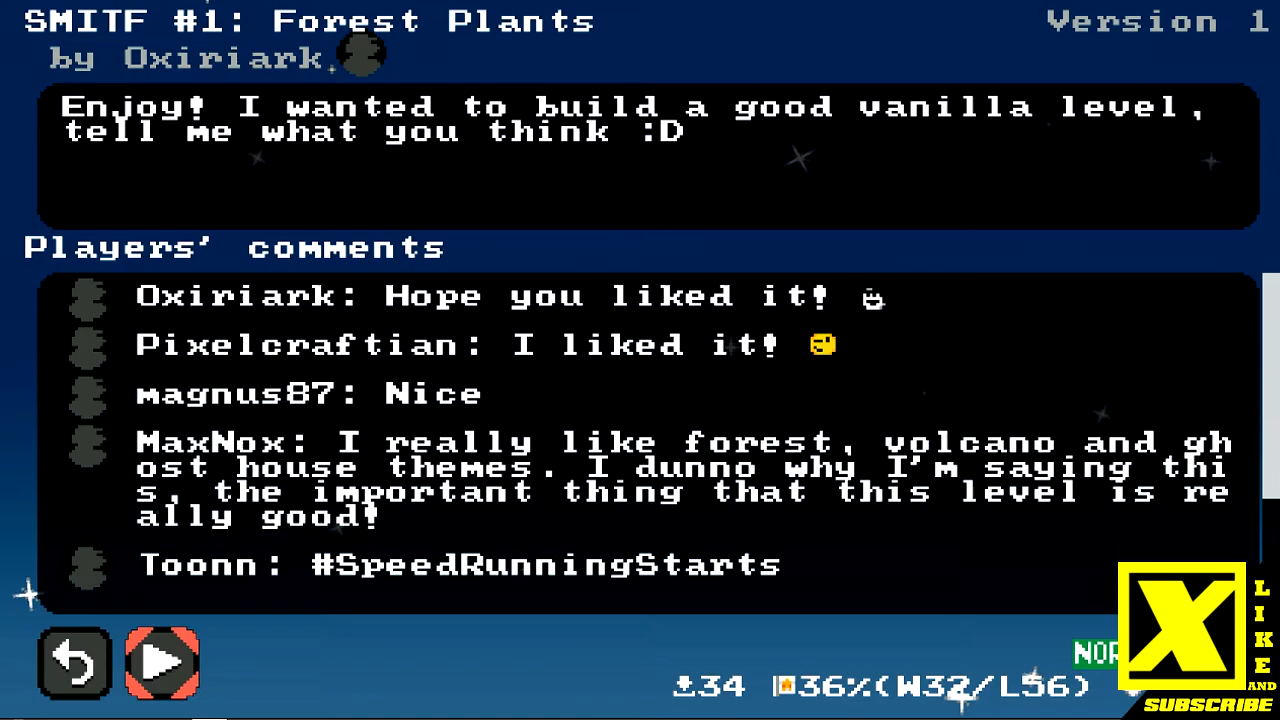 SMITF #1: Forest Plants
Version 1
by Oxiriark
Enjoy! I wanted to build a good vanilla level,
tell me what you think :D
Players' comments
Oxiriark: Hope you liked it!
Pixelcraftian: I liked it!
magnus87: Nice
MaxNox: I really like forest, volcano and gh
ost house themes. I dunno why I'm saying thi
s, the important thing that this level is re
ally good!
Toonn: #SpeedRunningStarts
NOR
34
36%(W32/L56)
X
LIKE
AND
SUBSCRIBE